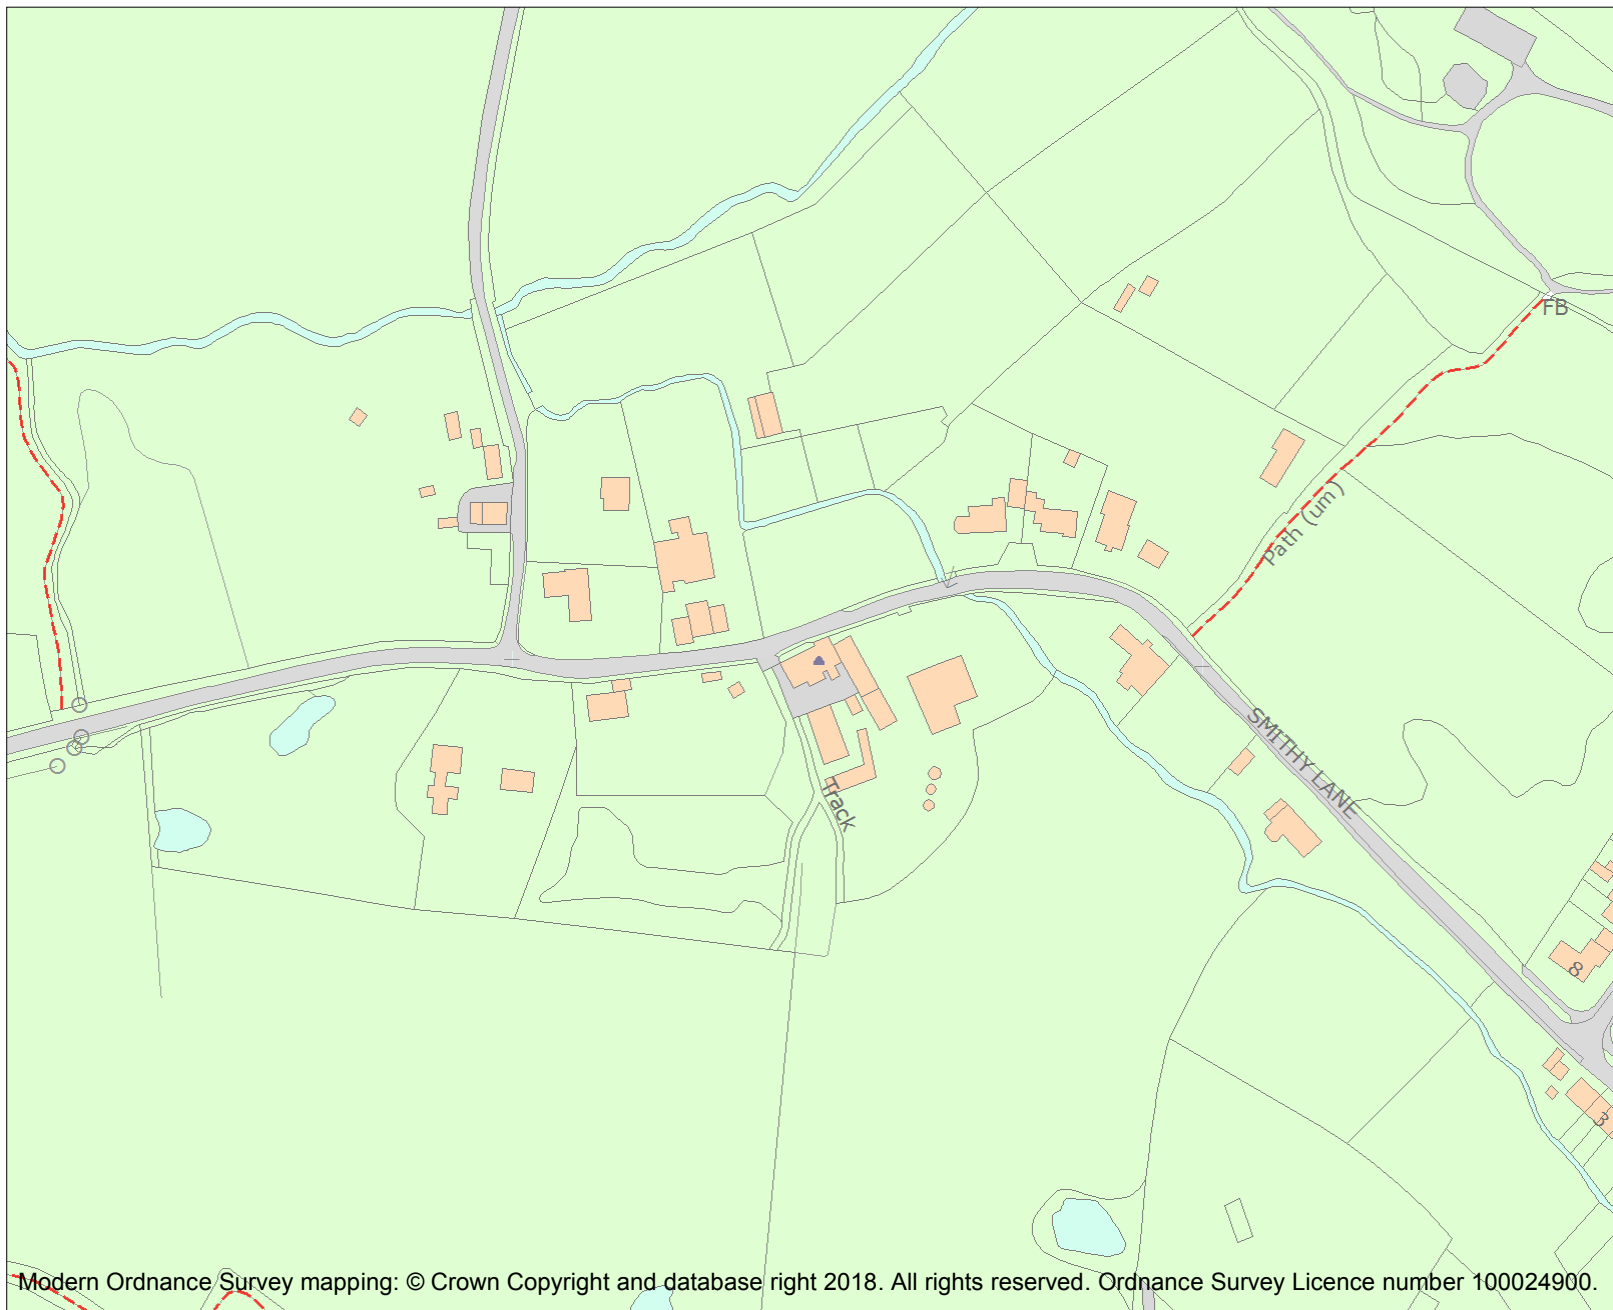 FB
Path (um)
SMITHY LANE
Track
8
3
Modern Ordnance Survey mapping: © Crown Copyright and database right 2018. All rights reserved. Ordnance Survey Licence number 100024900.